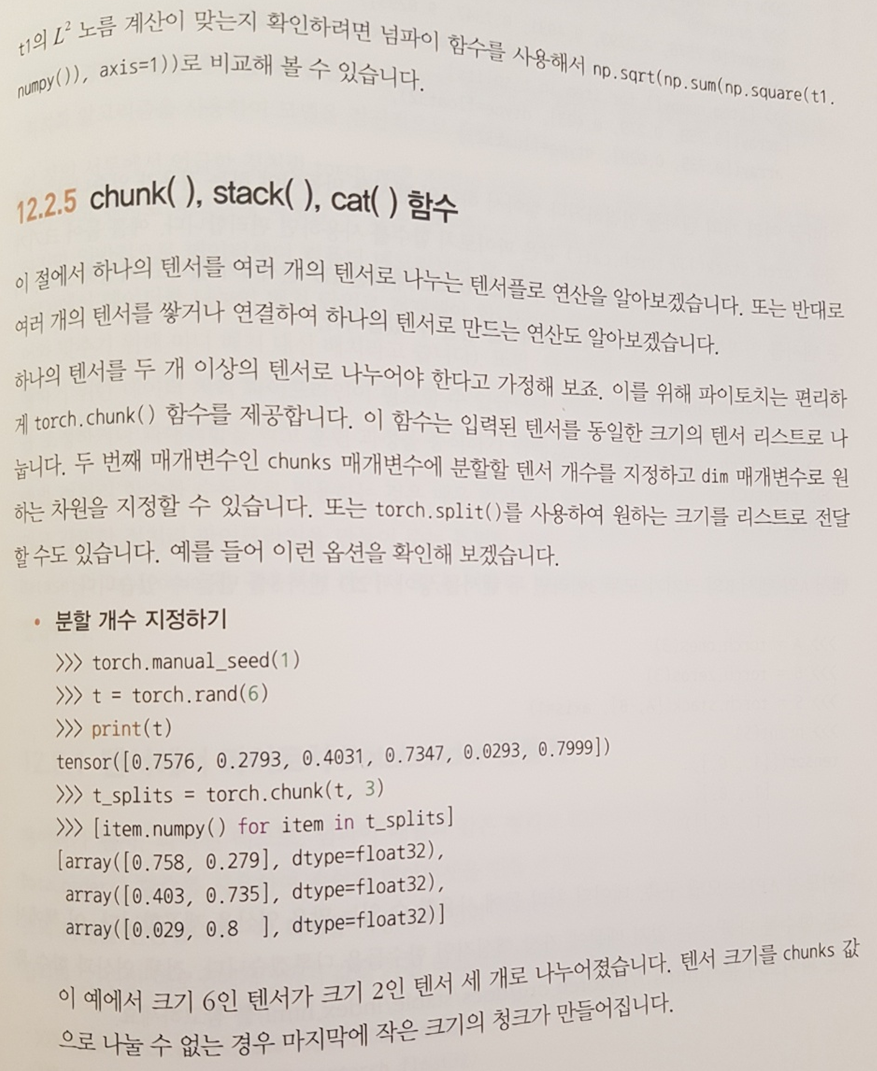 t1의 L² 노름 계산이 맞는지 확인하려면 넘파이 함수를 사용해서 np.sqrt(np.sum(np.square(t1.
numpy()), axis=1))로 비교해 볼 수 있습니다.
12.2.5 chunk( ), stack( ), cat( ) 함수
이 절에서 하나의 텐서를 여러 개의 텐서로 나누는 텐서플로 연산을 알아보겠습니다. 또는 반대로
여러 개의 텐서를 쌓거나 연결하여 하나의 텐서로 만드는 연산도 알아보겠습니다.
하나의 텐서를 두 개 이상의 텐서로 나누어야 한다고 가정해 보죠. 이를 위해 파이토치는 편리하
게 torch.chunk() 함수를 제공합니다. 이 함수는 입력된 텐서를 동일한 크기의 텐서 리스트로 나
눕니다. 두 번째 매개변수인 chunks 매개변수에 분할할 텐서 개수를 지정하고 dim 매개변수로 원
하는 차원을 지정할 수 있습니다. 또는 torch.split()를 사용하여 원하는 크기를 리스트로 전달
할 수도 있습니다. 예를 들어 이런 옵션을 확인해 보겠습니다.
• 분할 개수 지정하기
>>> torch.manual_seed(1)
>>> t = torch.rand(6)
>>> print(t)
tensor([0.7576, 0.2793, 0.4031, 0.7347, 0.0293, 0.7999])
>>> t_splits = torch.chunk(t, 3)
>>> [item.numpy() for item in t_splits]
[array([0.758, 0.279], dtype=float32),
array([0.403, 0.735], dtype=float32),
array([0.029, 0.8  ], dtype=float32)]
이 예에서 크기 6인 텐서가 크기 2인 텐서 세 개로 나누어졌습니다. 텐서 크기를 chunks 값
으로 나눌 수 없는 경우 마지막에 작은 크기의 청크가 만들어집니다.